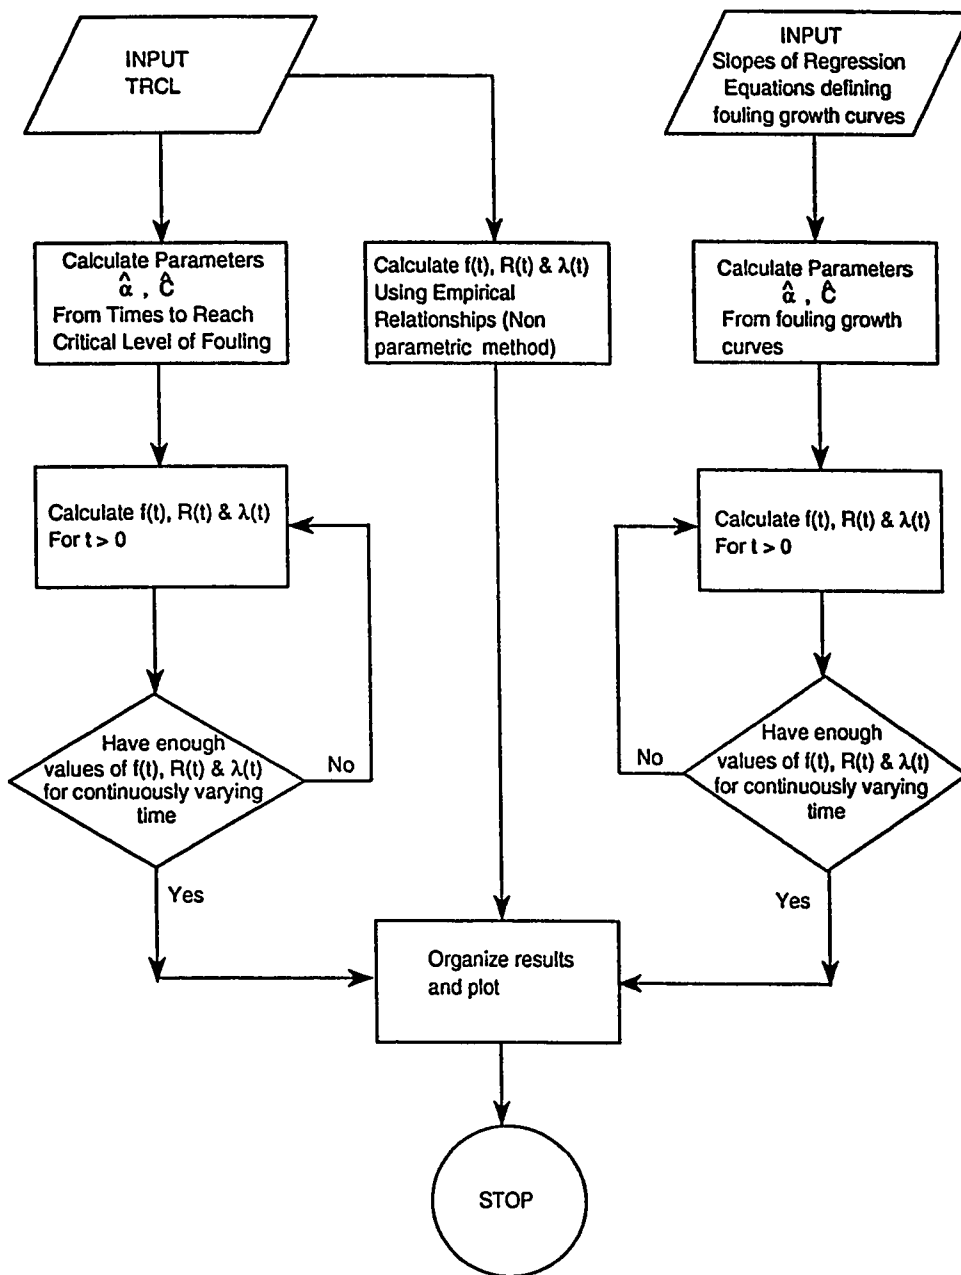 INPUT
TRCL
INPUT
Slopes of Regression
Equations defining
fouling growth curves
Calculate Parameters
α̂ , Ĉ
From Times to Reach
Critical Level of Fouling
Calculate f(t), R(t) & λ(t)
Using Empirical
Relationships (Non
parametric method)
Calculate Parameters
α̂ , Ĉ
From fouling growth
curves
Calculate f(t), R(t) & λ(t)
For t > 0
Calculate f(t), R(t) & λ(t)
For t > 0
Have enough
values of f(t), R(t) & λ(t)
for continuously varying
time
No
Yes
Have enough
values of f(t), R(t) & λ(t)
for continuously varying
time
No
Yes
Organize results
and plot
STOP